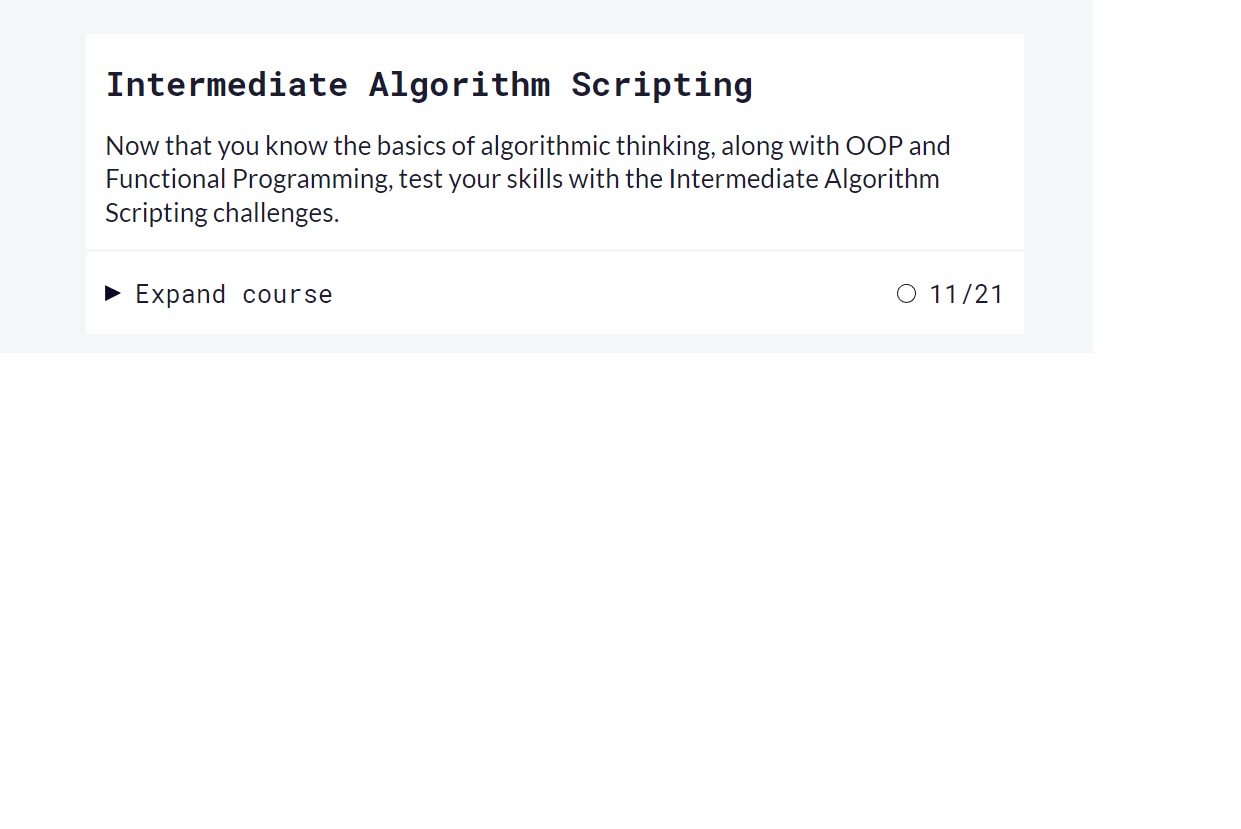 Intermediate Algorithm Scripting
Now that you know the basics of algorithmic thinking, along with OOP and
Functional Programming, test your skills with the Intermediate Algorithm
Scripting challenges.
Expand course 11/21